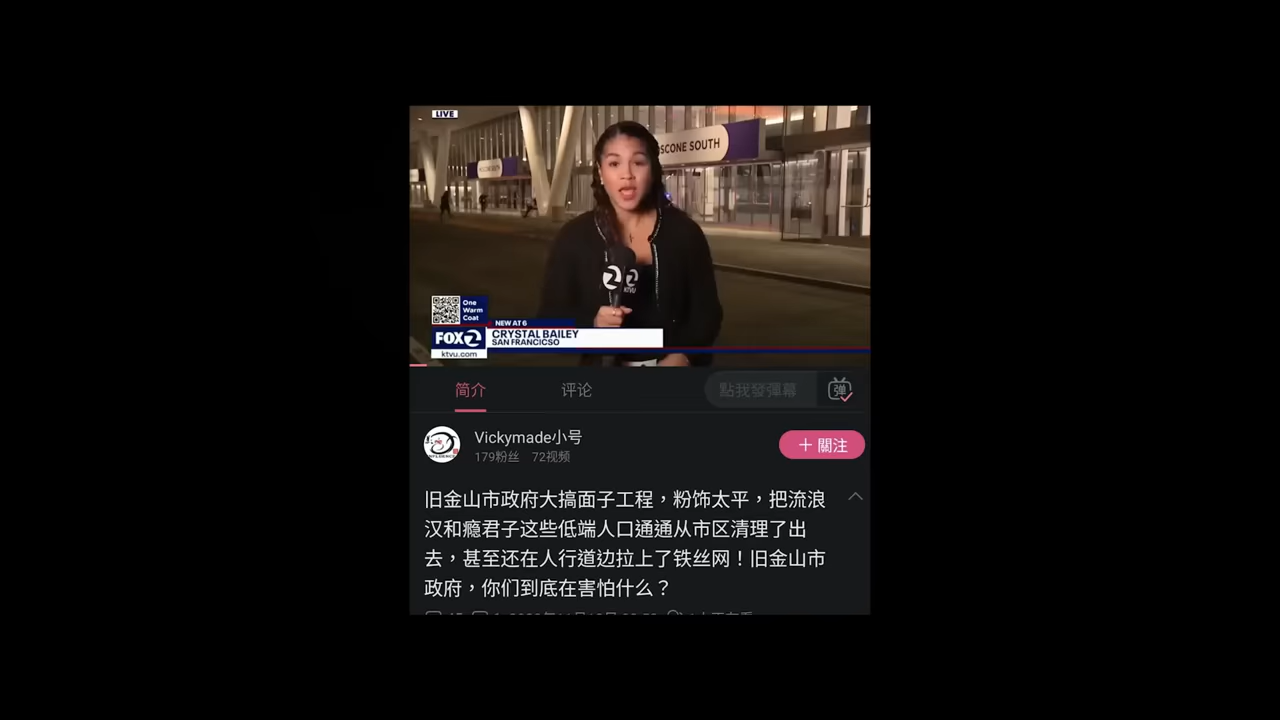 LIVE
SCONE SOUTH
One
Warm
Coat
NEW AT 6
FOX 2
CRYSTAL BAILEY
SAN FRANCICSO
ktvu.com
KTVU
简介
评论
點我發彈幕
弹
Vickymade小号
179粉丝 72视频
十 關注
旧金山市政府大搞面子工程，粉饰太平，把流浪
汉和瘾君子这些低端人口通通从市区清理了出
去，甚至还在人行道边拉上了铁丝网！旧金山市
政府，你们到底在害怕什么？